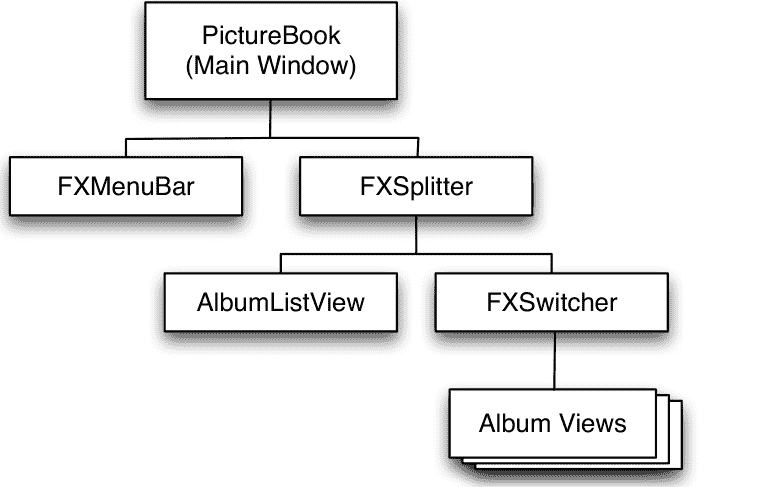 PictureBook
(Main Window)
FXMenuBar
FXSplitter
AlbumListView
FXSwitcher
Album Views